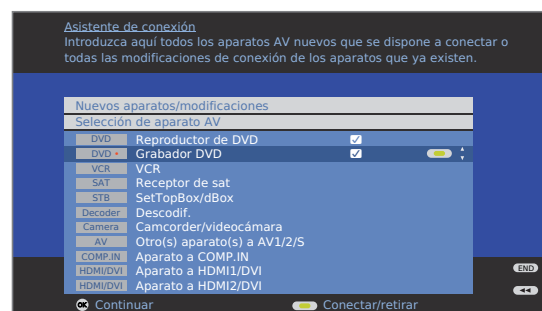 Asistente de conexión
Introduzca aquí todos los aparatos AV nuevos que se dispone a conectar o
todas las modificaciones de conexión de los aparatos que ya existen.
Nuevos aparatos/modificaciones
Selección de aparato AV
DVD Reproductor de DVD
DVD Grabador DVD
VCR VCR
SAT Receptor de sat
STB SetTopBox/dBox
Decoder Descodif.
Camera Camcorder/videocámara
AV Otro(s) aparato(s) a AV1/2/S
COMP.IN Aparato a COMP.IN
HDMI/DVI Aparato a HDMI1/DVI
END
HDMI/DVI Aparato a HDMI2/DVI
OK Continuar Conectar/retirar